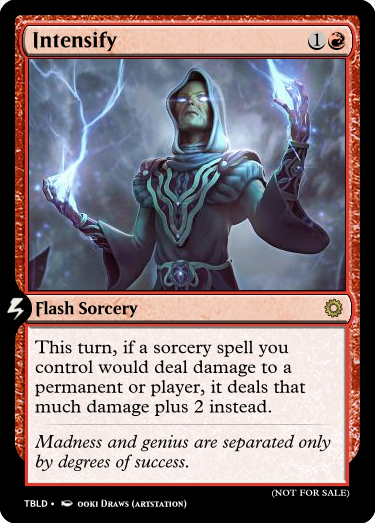 Intensify 1
Flash Sorcery
This turn, if a sorcery spell you
control would deal damage to a
permanent or player, it deals that
much damage plus 2 instead.
Madness and genius are separated only
by degrees of success.
(NOT FOR SALE)
TBLD • OOKI DRAWS (ARTSTATION)